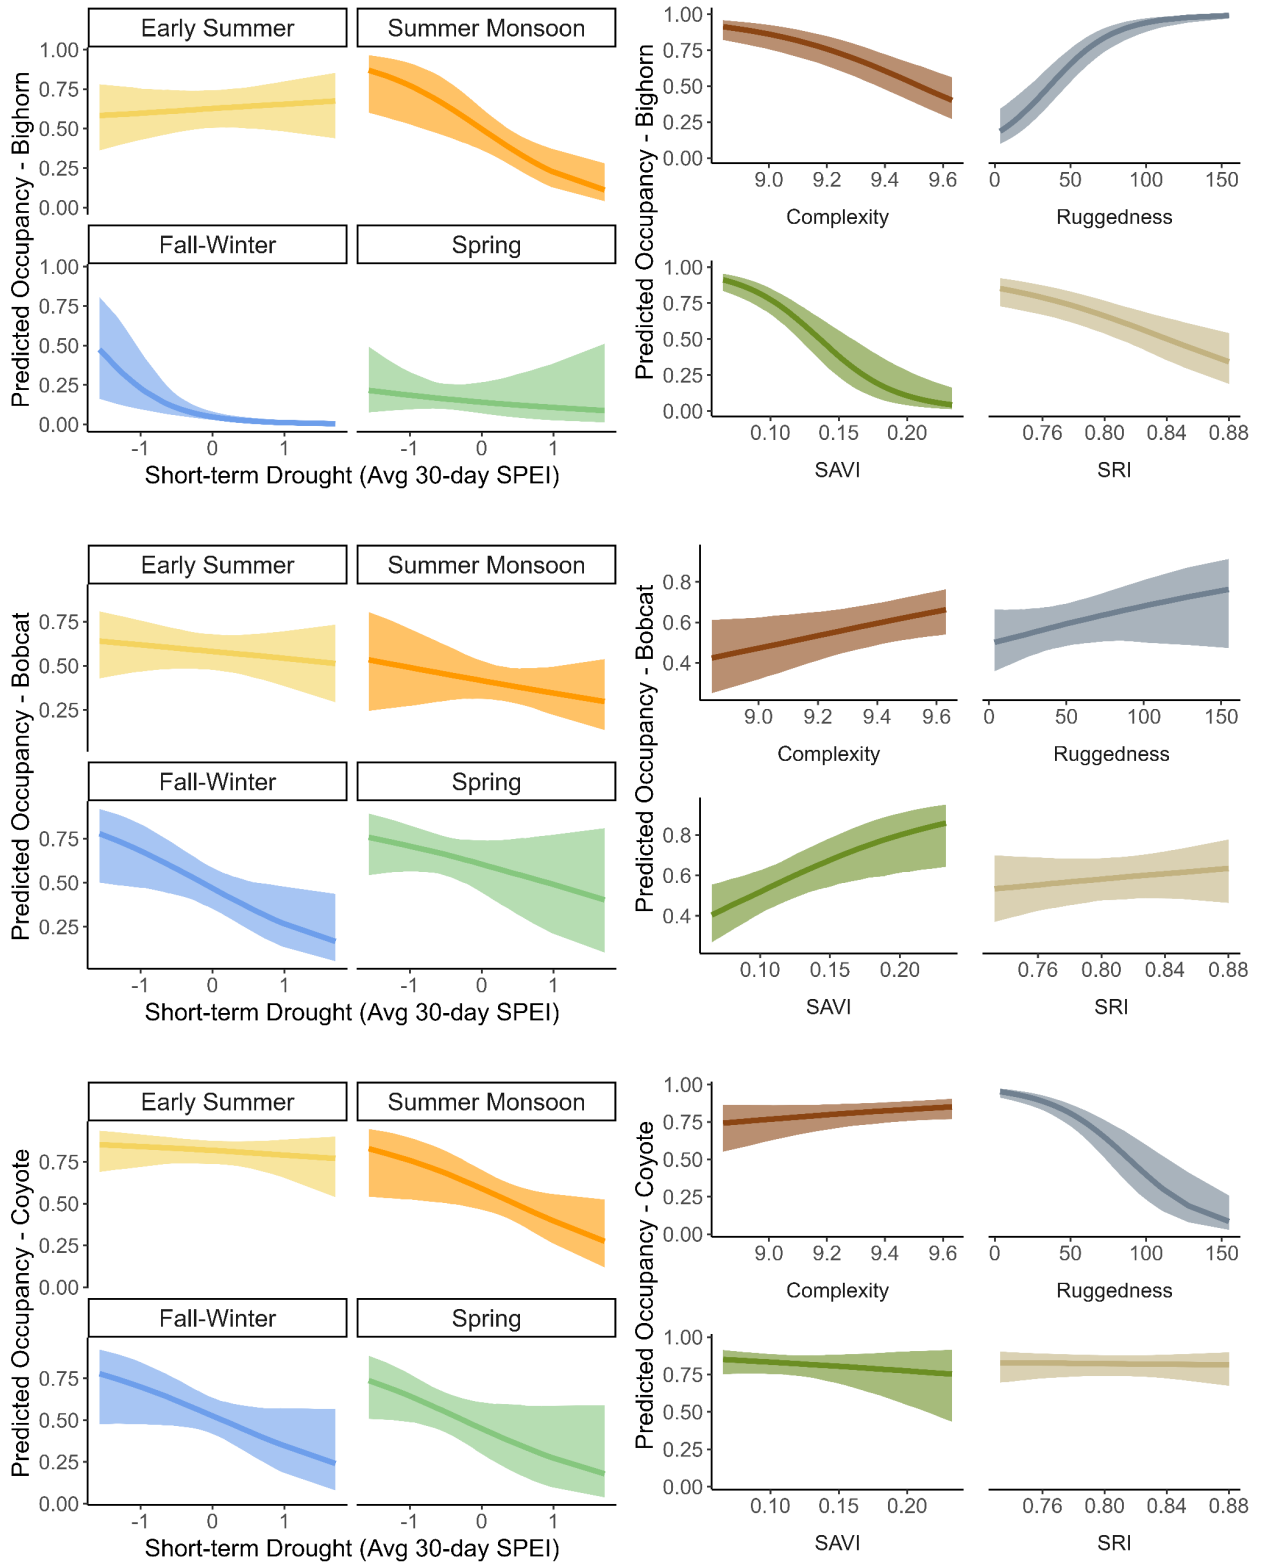 Early Summer Summer Monsoon
1.00
0.75
0.50
0.25
0.00
Fall-Winter Spring
1.00
0.75
0.50
0.25
0.00
-1 0 1 -1 0 1
Short-term Drought (Avg 30-day SPEI)
Predicted Occupancy - Bighorn
1.00
0.75
0.50
0.25
0.00
9.0 9.2 9.4 9.6 0 50 100 150
Complexity Ruggedness
1.00
0.75
0.50
0.25
0.00
0.10 0.15 0.20 0.76 0.80 0.84 0.88
SAVI SRI
Predicted Occupancy - Bighorn
Early Summer Summer Monsoon
0.75
0.50
0.25
Fall-Winter Spring
0.75
0.50
0.25
-1 0 1 -1 0 1
Short-term Drought (Avg 30-day SPEI)
Predicted Occupancy - Bobcat
0.8
0.6
0.4
9.0 9.2 9.4 9.6 0 50 100 150
Complexity Ruggedness
0.8
0.6
0.4
0.10 0.15 0.20 0.76 0.80 0.84 0.88
SAVI SRI
Predicted Occupancy - Bobcat
Early Summer Summer Monsoon
0.75
0.50
0.25
0.00
Fall-Winter Spring
0.75
0.50
0.25
0.00
-1 0 1 -1 0 1
Short-term Drought (Avg 30-day SPEI)
Predicted Occupancy - Coyote
1.00
0.75
0.50
0.25
0.00
9.0 9.2 9.4 9.6 0 50 100 150
Complexity Ruggedness
1.00
0.75
0.50
0.25
0.00
0.10 0.15 0.20 0.76 0.80 0.84 0.88
SAVI SRI
Predicted Occupancy - Coyote